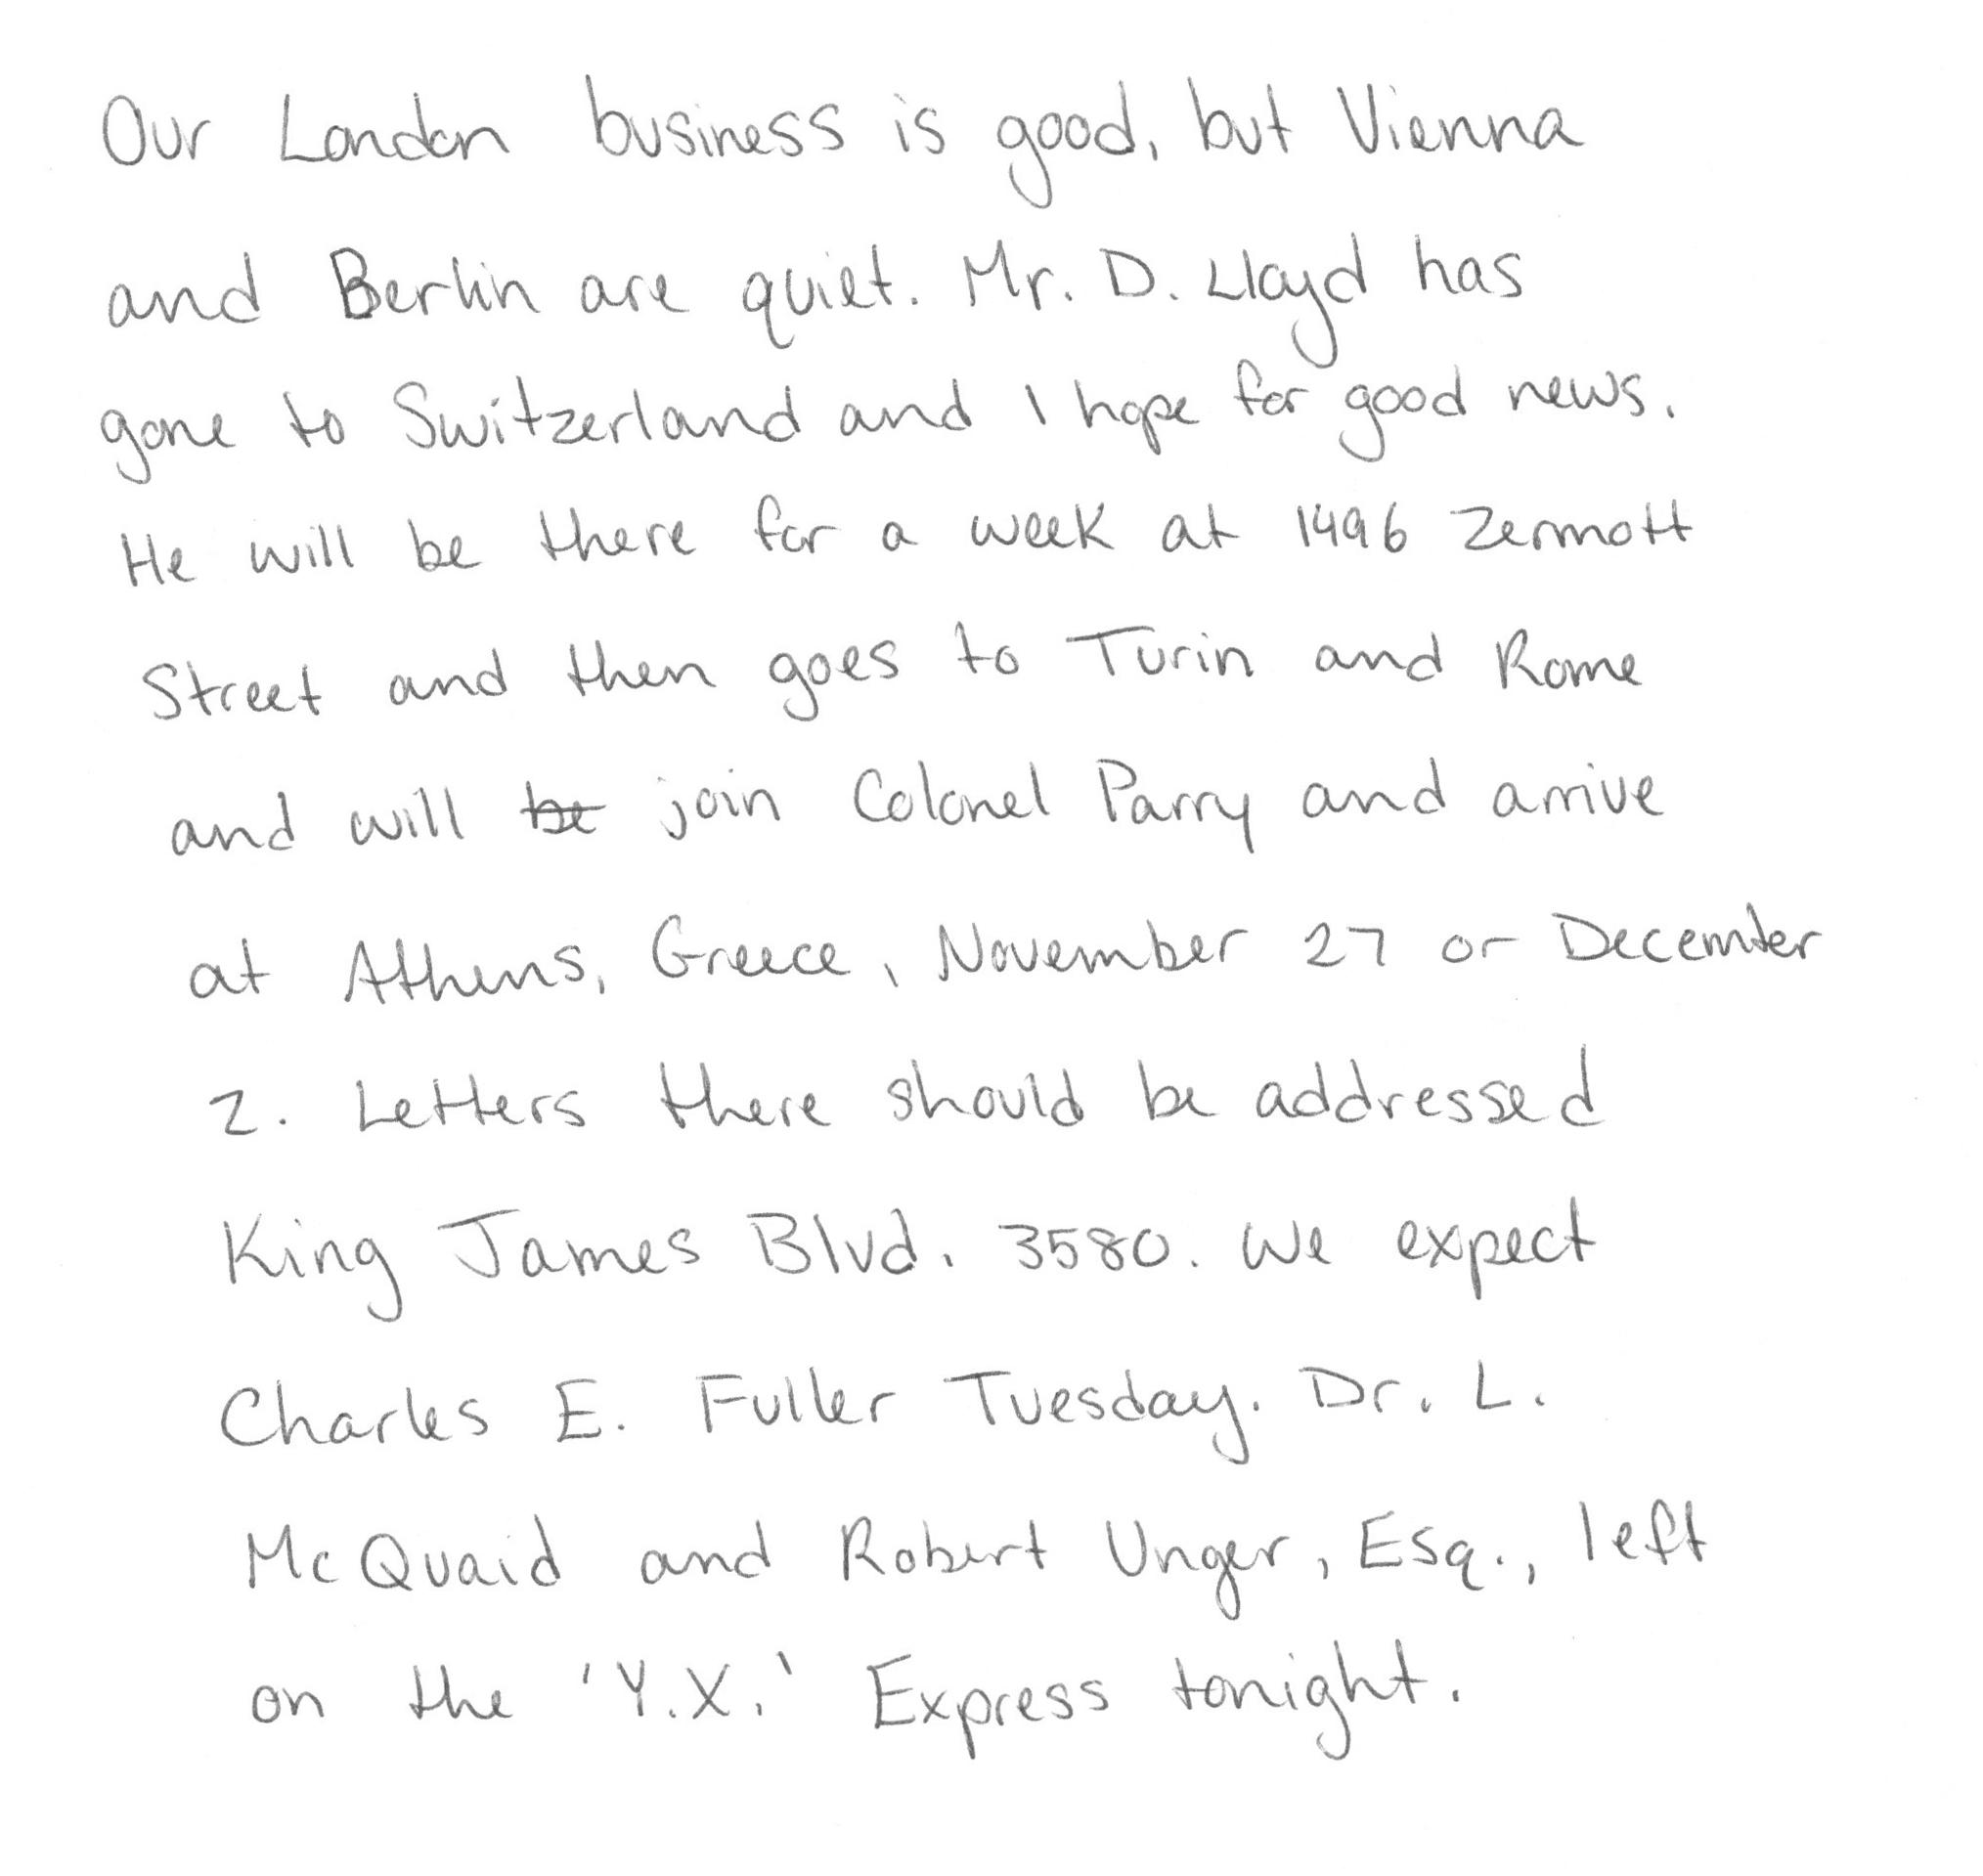 Our London business is good, but Vienna
and Berlin are quiet. Mr. D. Lloyd has
gone to Switzerland and I hope for good news.
He will be there for a week at 1496 Zermott
Street and then goes to Turin and Rome
and will be join Colonel Parry and arrive
at Athens, Greece, November 27 or December
2. Letters there should be addressed
King James Blvd. 3580. We expect
Charles E. Fuller Tuesday. Dr. L.
McQuaid and Robert Unger, Esq., left
on the 'Y.X.' Express tonight.